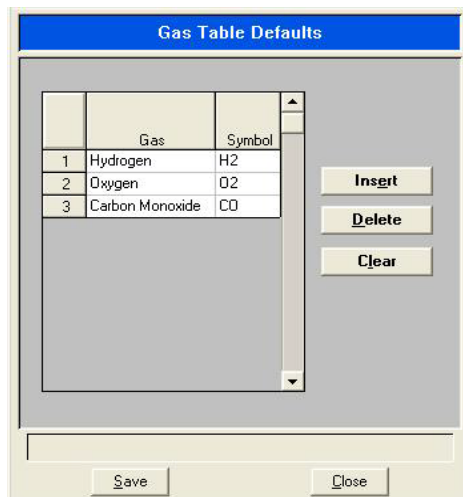 Gas Table Defaults
Gas Symbol
1 Hydrogen H2
2 Oxygen O2
3 Carbon Monoxide CO
Insert
Delete
Clear
Save Close